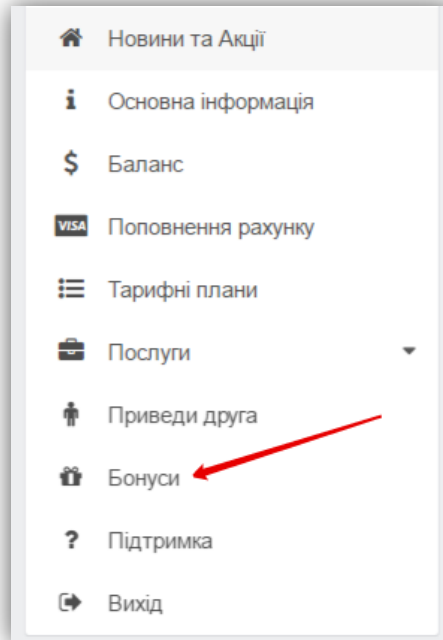 Новини та Акції
Основна інформація
Баланс
VISA Поповнення рахунку
Тарифні плани
Послуги
Приведи друга
Бонуси
Підтримка
Вихід